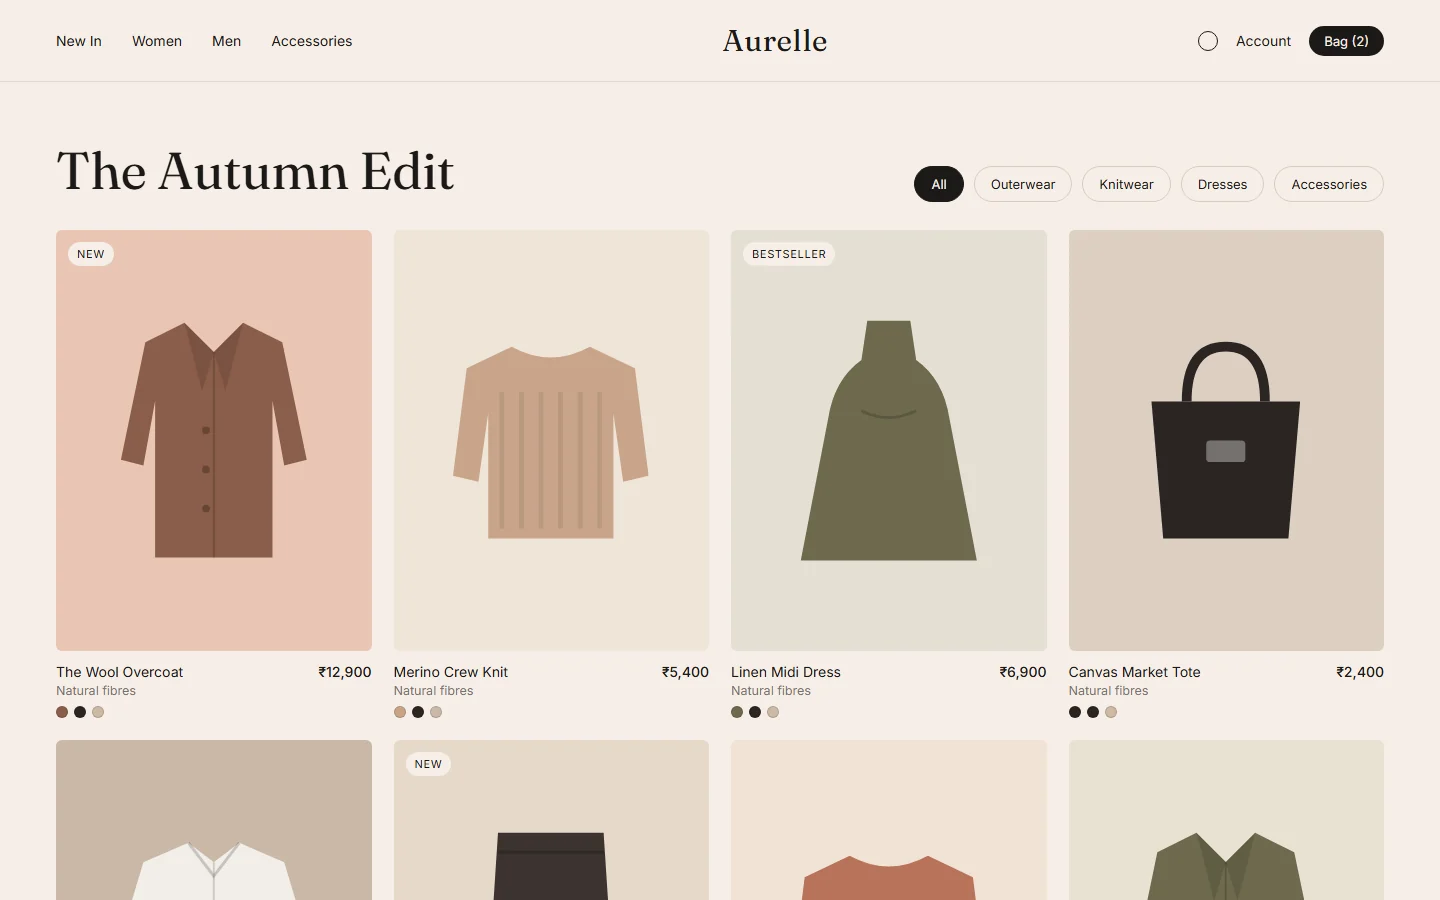 New In Women Men Accessories Aurelle Account Bag (2)
The Autumn Edit
All Outerwear Knitwear Dresses Accessories
NEW BESTSELLER
The Wool Overcoat ₹12,900 Merino Crew Knit ₹5,400 Linen Midi Dress ₹6,900 Canvas Market Tote ₹2,400
Natural fibres Natural fibres Natural fibres Natural fibres
NEW